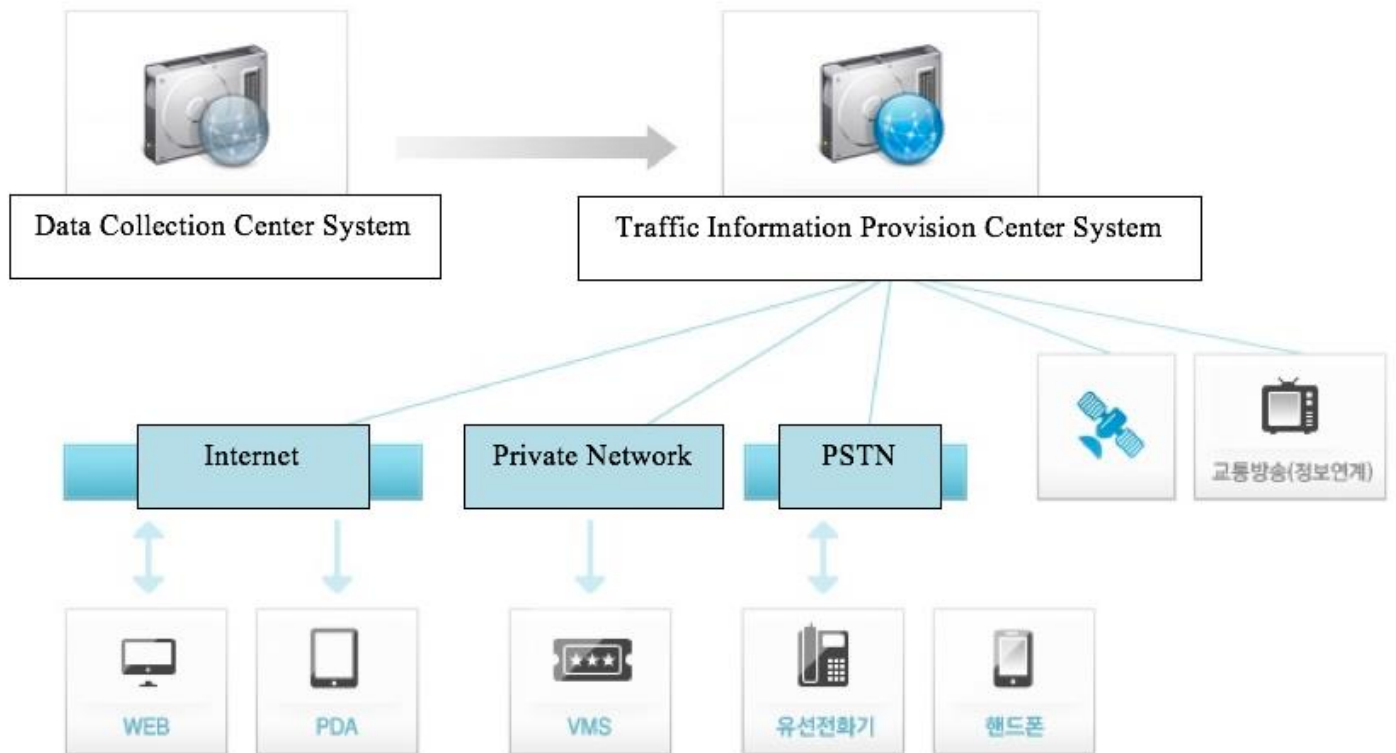 Data Collection Center System
Traffic Information Provision Center System
Internet
Private Network
PSTN
교통방송(정보연계)
WEB
PDA
VMS
유선전화기
핸드폰